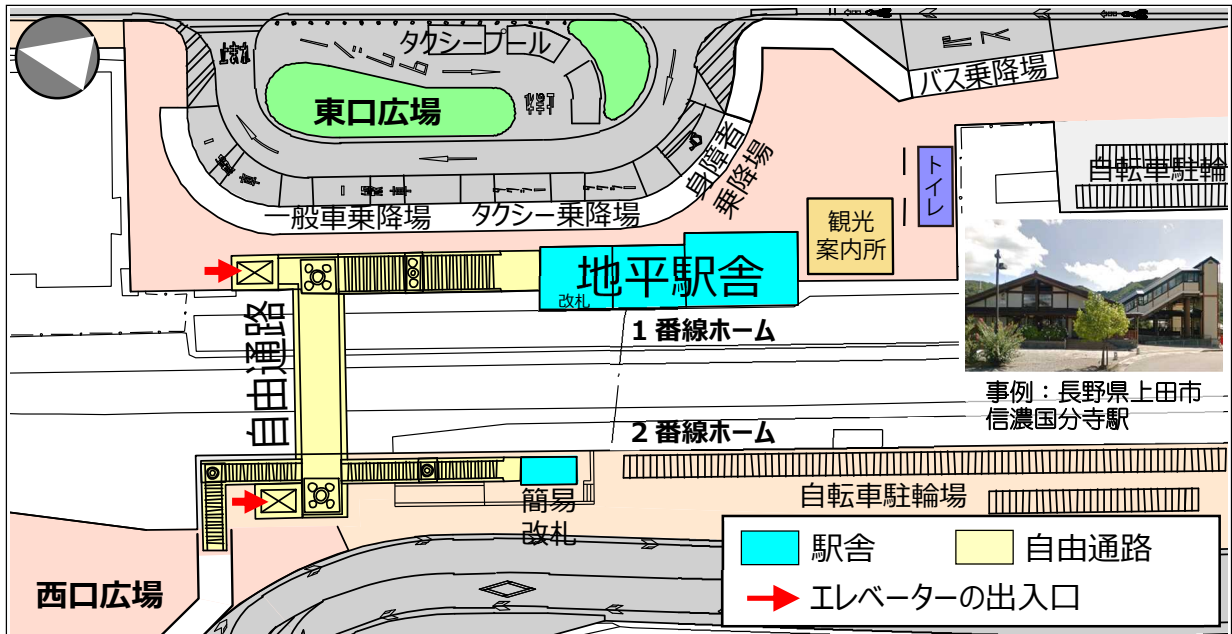 タクシープール
東口広場
バス乗降場
身障者
乗降場
トイレ
自転車駐輪
一般車乗降場
タクシー乗降場
観光
案内所
地平駅舎
改札
1番線ホーム
自由通路
事例：長野県上田市
信濃国分寺駅
2番線ホーム
簡易
改札
自転車駐輪場
西口広場
駅舎
自由通路
エレベーターの出入口